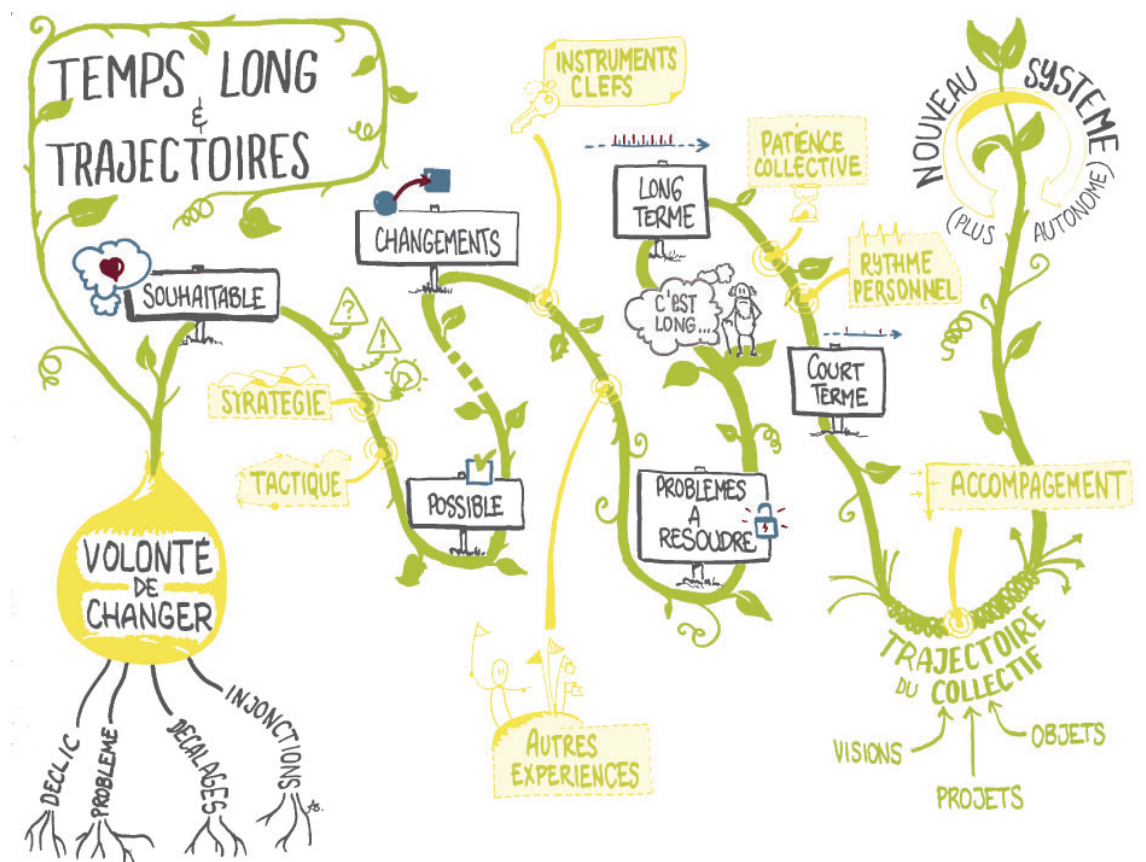 TEMPS LONG
&
TRAJECTOIRES
SOUHAITABLE
STRATEGIE
TACTIQUE
?
!
POSSIBLE
CHANGEMENTS
INSTRUMENTS
CLEFS
AUTRES
EXPERIENCES
PROBLEMES
A
RESOUDRE
C'EST
LONG...
LONG
TERME
PATIENCE
COLLECTIVE
RYTHME
PERSONNEL
COURT
TERME
NOUVEAU SYSTEME
(PLUS AUTONOME)
ACCOMPAGEMENT
TRAJECTOIRE
DU COLLECTIF
VISIONS
PROJETS
OBJETS
VOLONTÉ
DE
CHANGER
DECLIC
PROBLEME
DECALAGES
INJONCTIONS